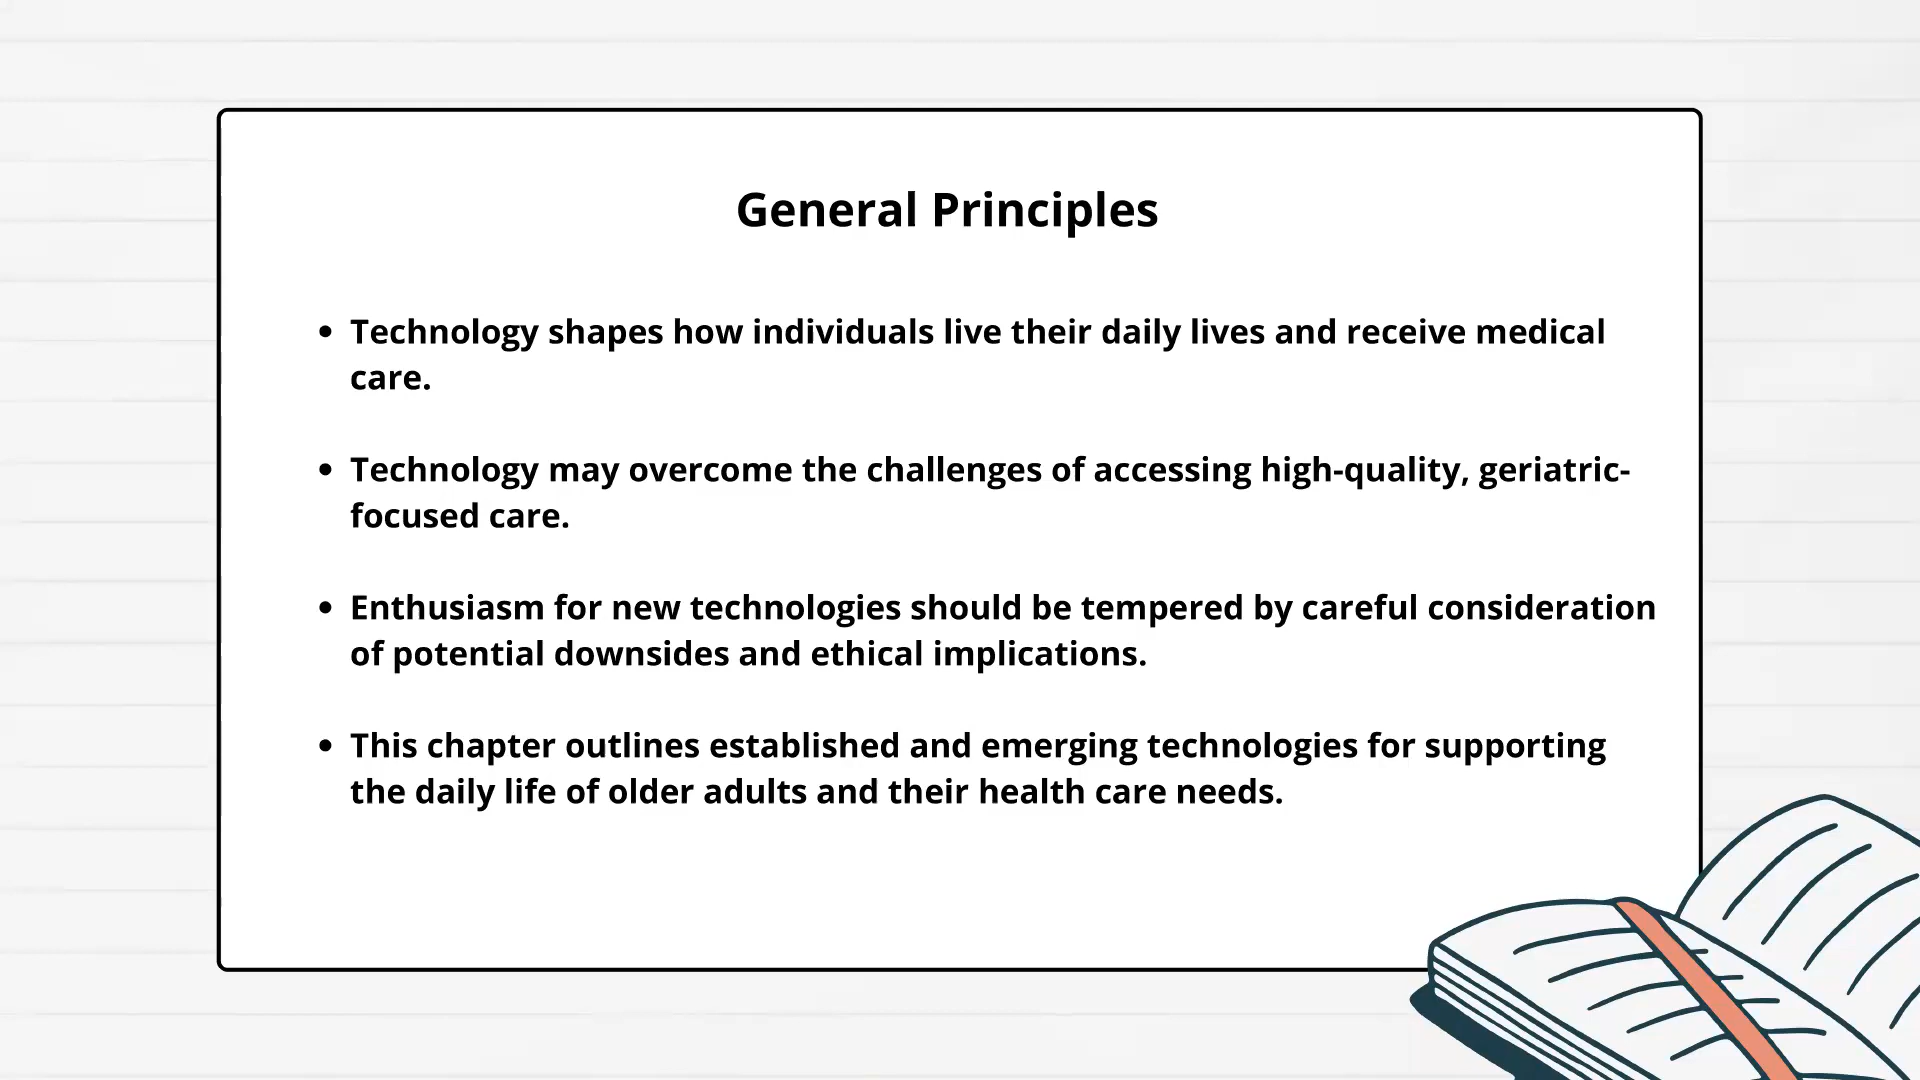 General Principles
• Technology shapes how individuals live their daily lives and receive medical
care.
• Technology may overcome the challenges of accessing high-quality, geriatric-
focused care.
• Enthusiasm for new technologies should be tempered by careful consideration
of potential downsides and ethical implications.
• This chapter outlines established and emerging technologies for supporting
the daily life of older adults and their health care needs.